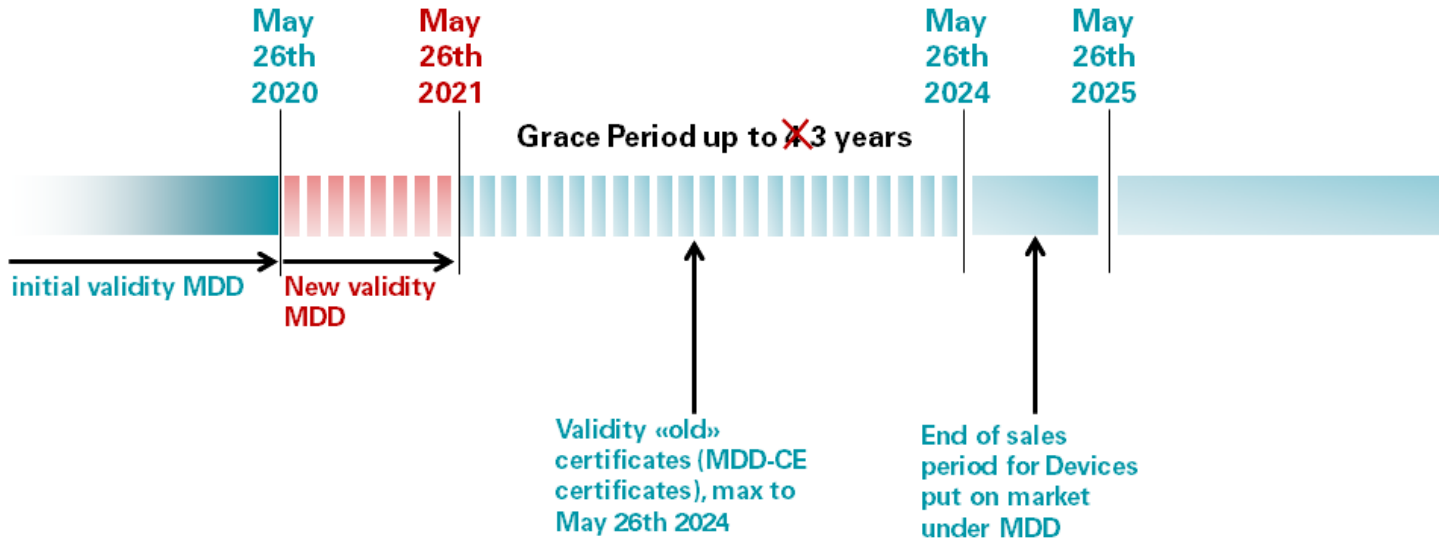 May
26th
2020
May
26th
2021
May
26th
2024
May
26th
2025
Grace Period up to 4 3 years
initial validity MDD
New validity
MDD
Validity «old»
certificates (MDD-CE
certificates), max to
May 26th 2024
End of sales
period for Devices
put on market
under MDD